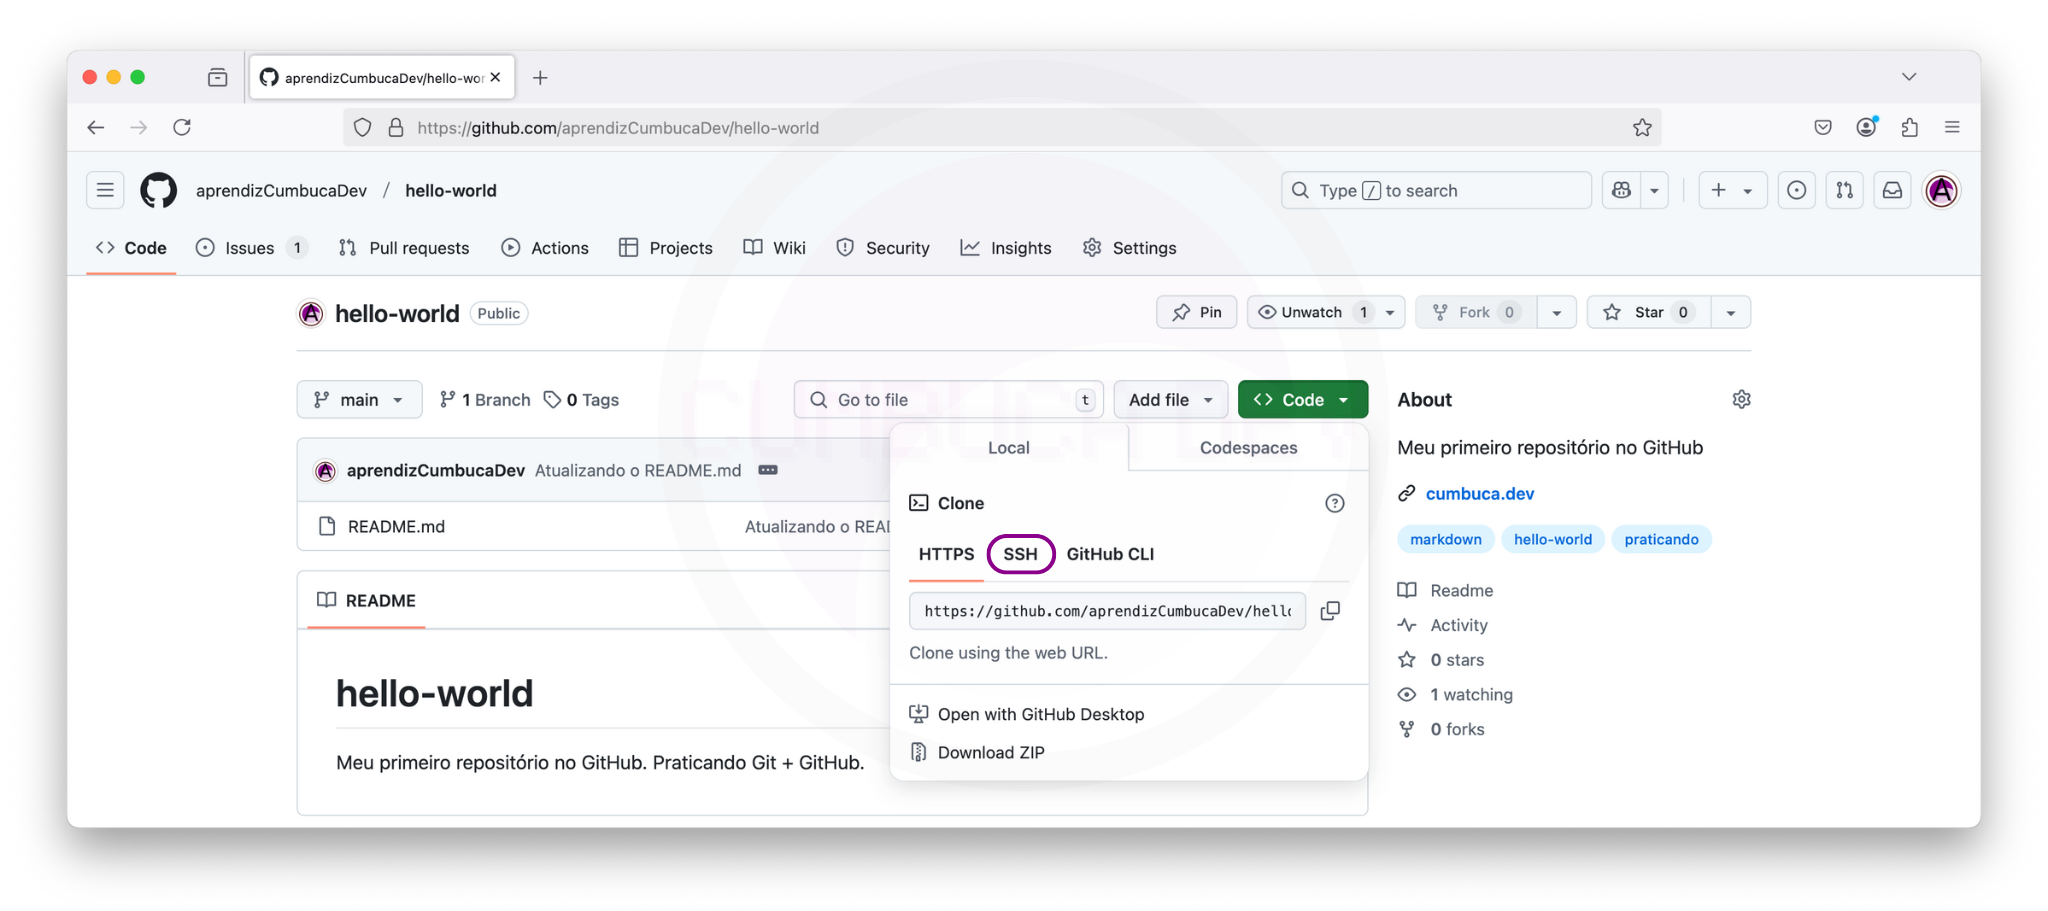 aprendizCumbucaDev/hello-wor
https://github.com/aprendizCumbucaDev/hello-world
aprendizCumbucaDev / hello-world
Type / to search
Code
Issues 1
Pull requests
Actions
Projects
Wiki
Security
Insights
Settings
hello-world Public
Pin
Unwatch 1
Fork 0
Star 0
main
1 Branch
0 Tags
Go to file t
Add file
Code
aprendizCumbucaDev Atualizando o README.md
README.md Atualizando o REA
README
hello-world
Meu primeiro repositório no GitHub. Praticando Git + GitHub.
Local
Codespaces
Clone
HTTPS SSH GitHub CLI
https://github.com/aprendizCumbucaDev/hello
Clone using the web URL.
Open with GitHub Desktop
Download ZIP
About
Meu primeiro repositório no GitHub
cumbuca.dev
markdown hello-world praticando
Readme
Activity
0 stars
1 watching
0 forks
CUMBUCA DEV